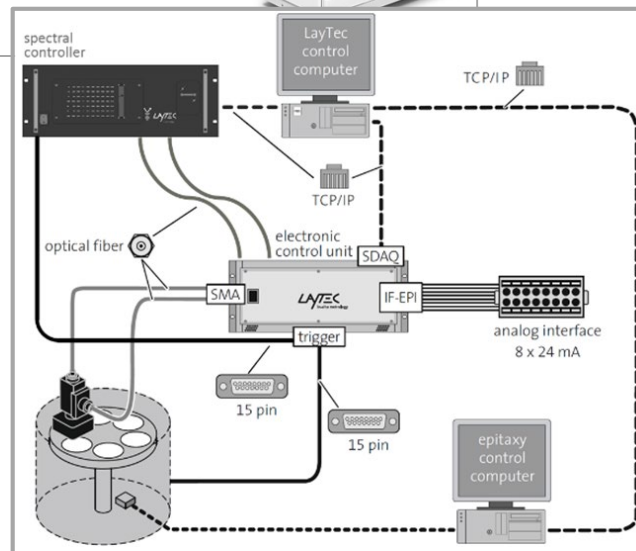 spectral
controller
LAYTEC
LayTec
control
computer
TCP/IP
TCP/IP
optical fiber
electronic
control unit
SDAQ
SMA
LAYTEC
IF-EPI
trigger
analog interface
8 x 24 mA
15 pin
15 pin
epitaxy
control
computer